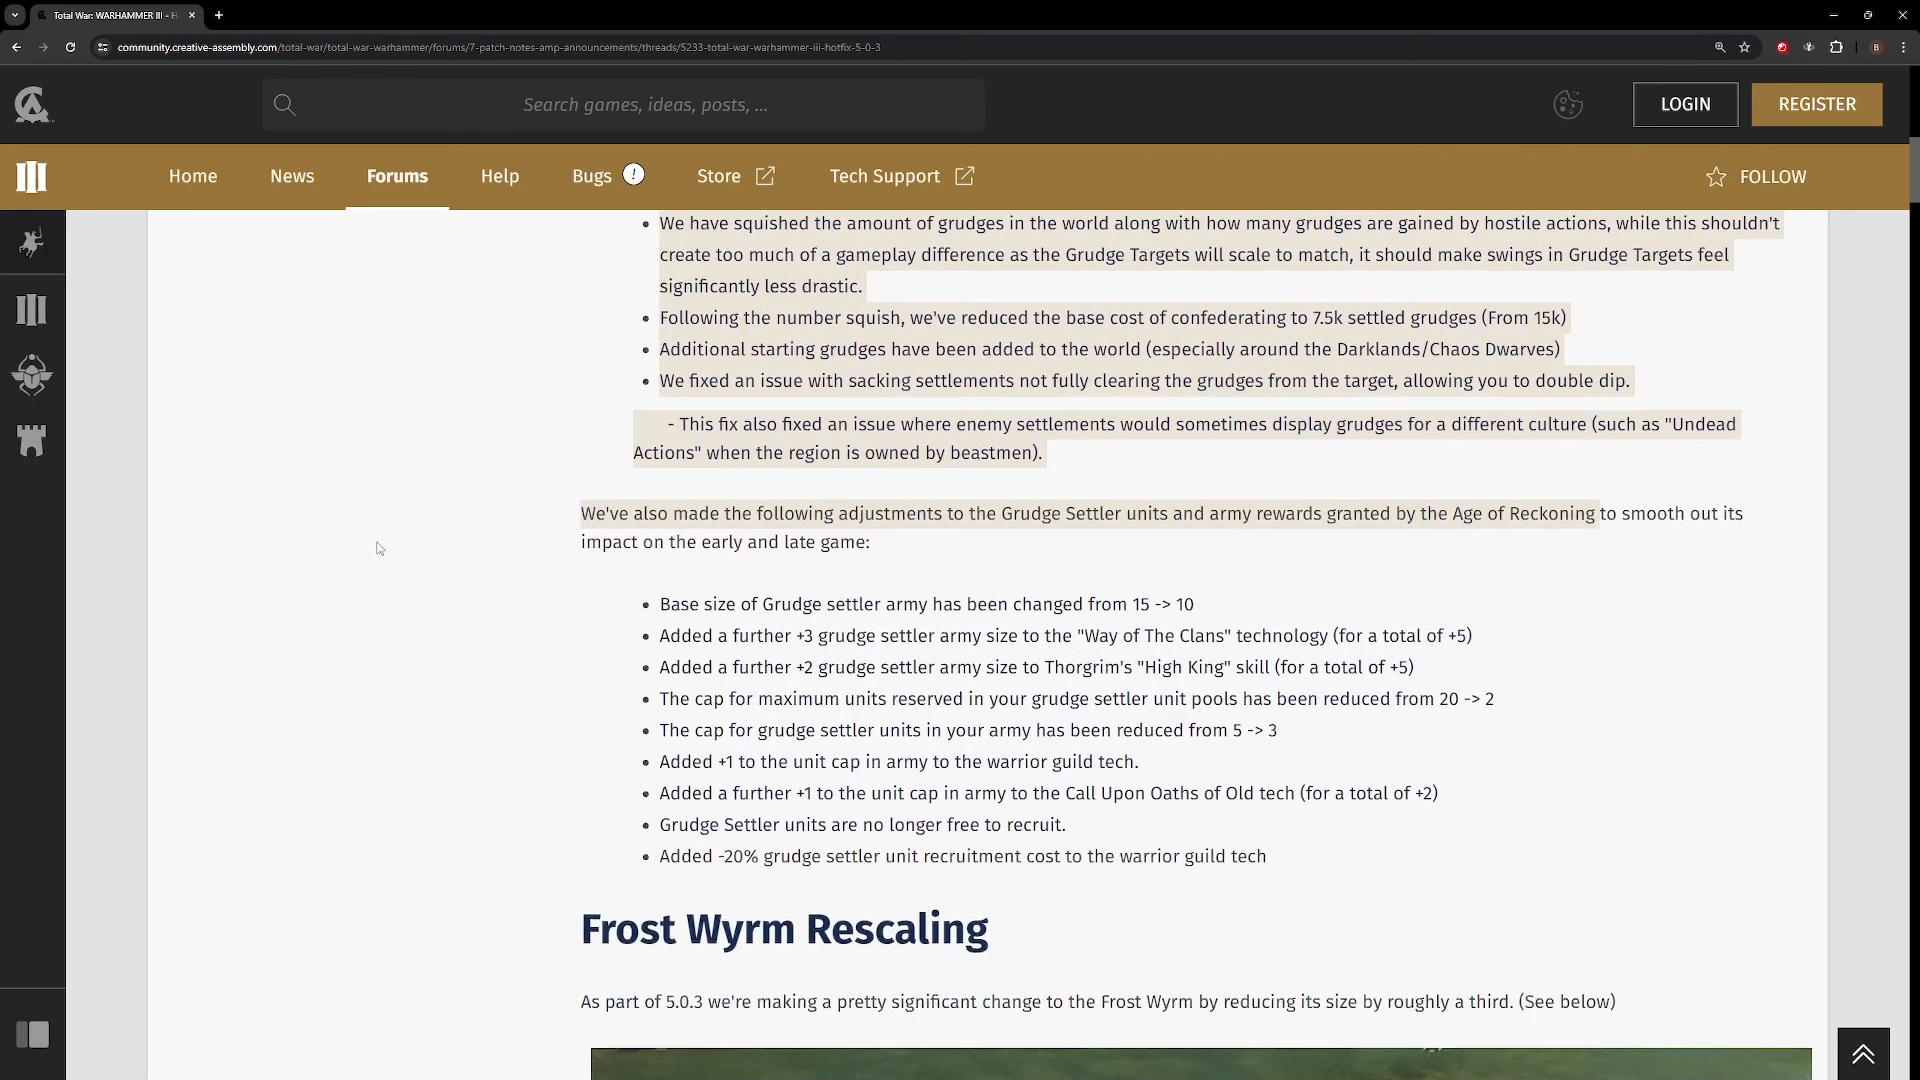 Total War: WARHAMMER III - H
community.creative-assembly.com/total-war/total-war-warhammer/forums/7-patch-notes-amp-announcements/threads/5233-total-war-warhammer-iii-hotfix-5-0-3
B
Search games, ideas, posts, ...
LOGIN
REGISTER
Home
News
Forums
Help
Bugs
!
Store
Tech Support
FOLLOW
• We have squished the amount of grudges in the world along with how many grudges are gained by hostile actions, while this shouldn't
create too much of a gameplay difference as the Grudge Targets will scale to match, it should make swings in Grudge Targets feel
significantly less drastic.
• Following the number squish, we've reduced the base cost of confederating to 7.5k settled grudges (From 15k)
• Additional starting grudges have been added to the world (especially around the Darklands/Chaos Dwarves)
• We fixed an issue with sacking settlements not fully clearing the grudges from the target, allowing you to double dip.
- This fix also fixed an issue where enemy settlements would sometimes display grudges for a different culture (such as "Undead
Actions" when the region is owned by beastmen).
We've also made the following adjustments to the Grudge Settler units and army rewards granted by the Age of Reckoning to smooth out its
impact on the early and late game:
• Base size of Grudge settler army has been changed from 15 -> 10
• Added a further +3 grudge settler army size to the "Way of The Clans" technology (for a total of +5)
• Added a further +2 grudge settler army size to Thorgrim's "High King" skill (for a total of +5)
• The cap for maximum units reserved in your grudge settler unit pools has been reduced from 20 -> 2
• The cap for grudge settler units in your army has been reduced from 5 -> 3
• Added +1 to the unit cap in army to the warrior guild tech.
• Added a further +1 to the unit cap in army to the Call Upon Oaths of Old tech (for a total of +2)
• Grudge Settler units are no longer free to recruit.
• Added -20% grudge settler unit recruitment cost to the warrior guild tech
Frost Wyrm Rescaling
As part of 5.0.3 we're making a pretty significant change to the Frost Wyrm by reducing its size by roughly a third. (See below)